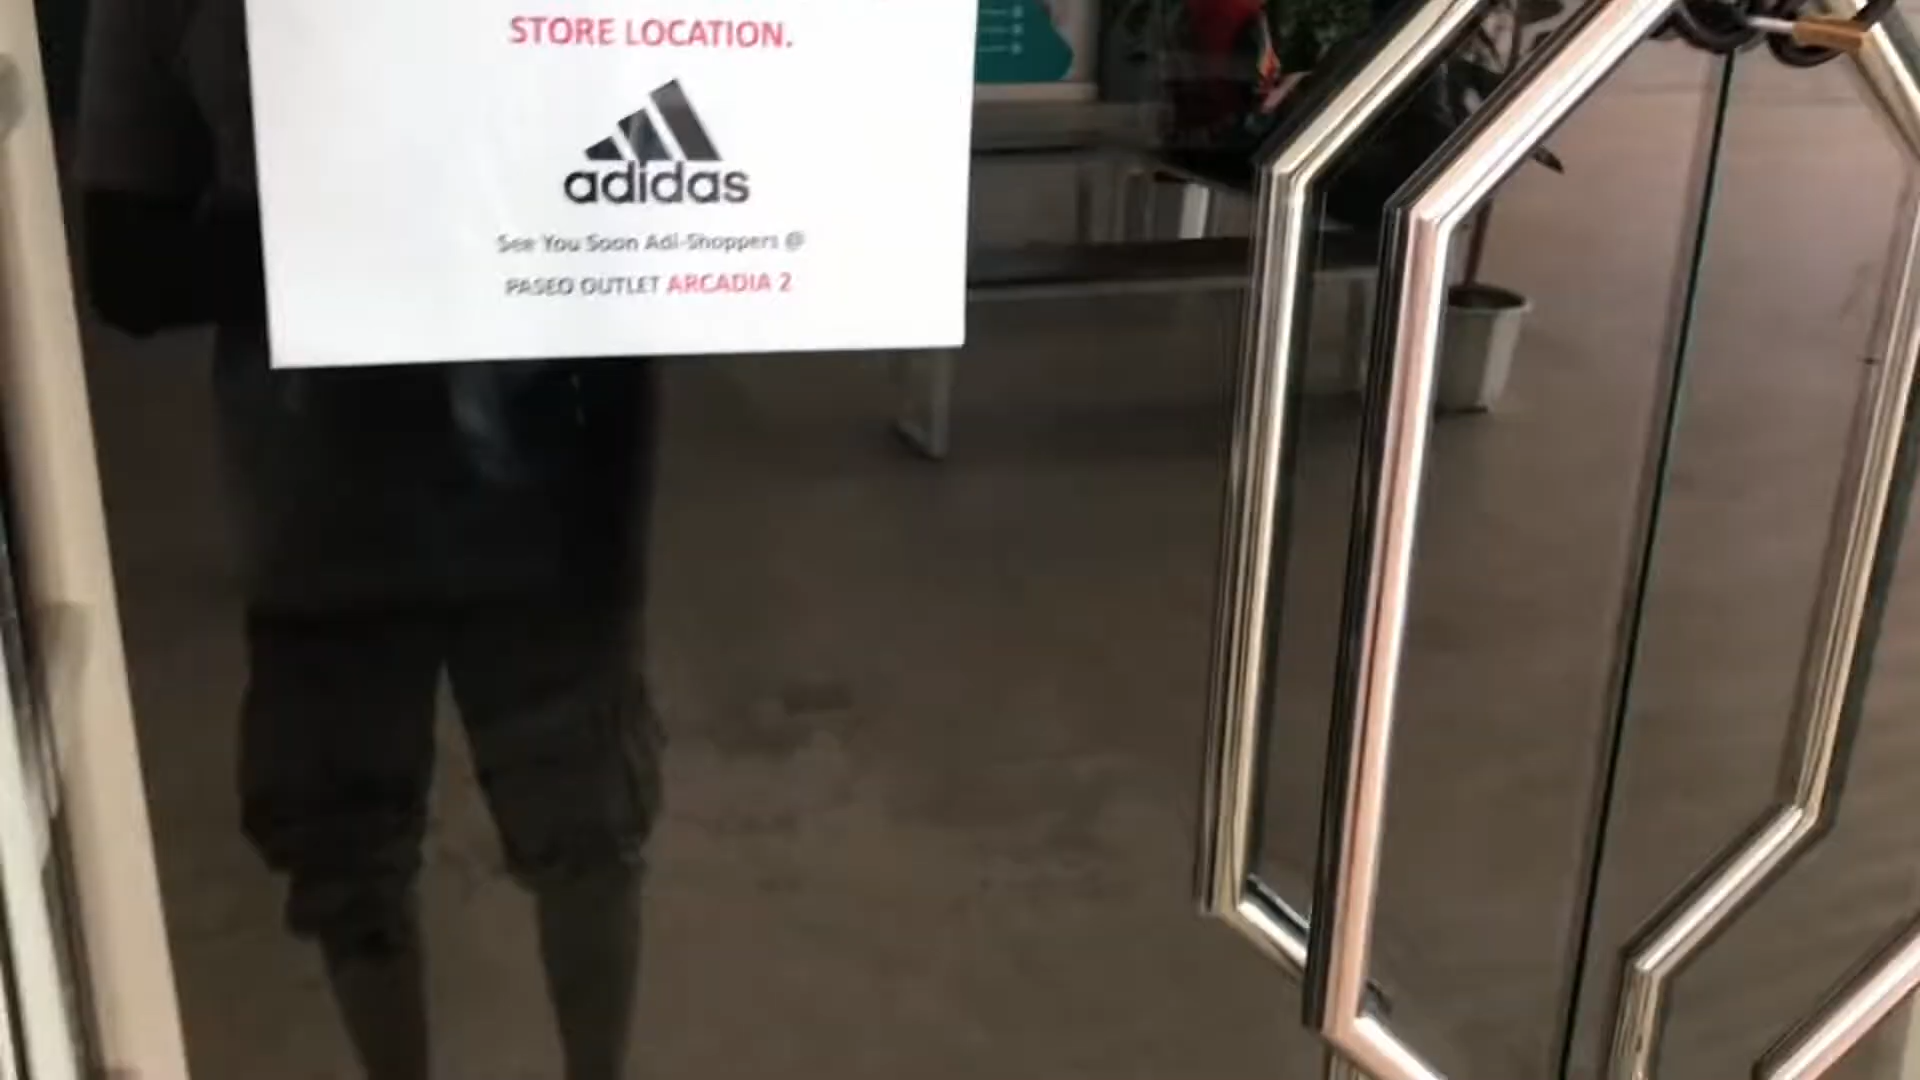 STORE LOCATION.
adidas
See You Soon Adi-Shoppers @
PASEO OUTLET ARCADIA 2